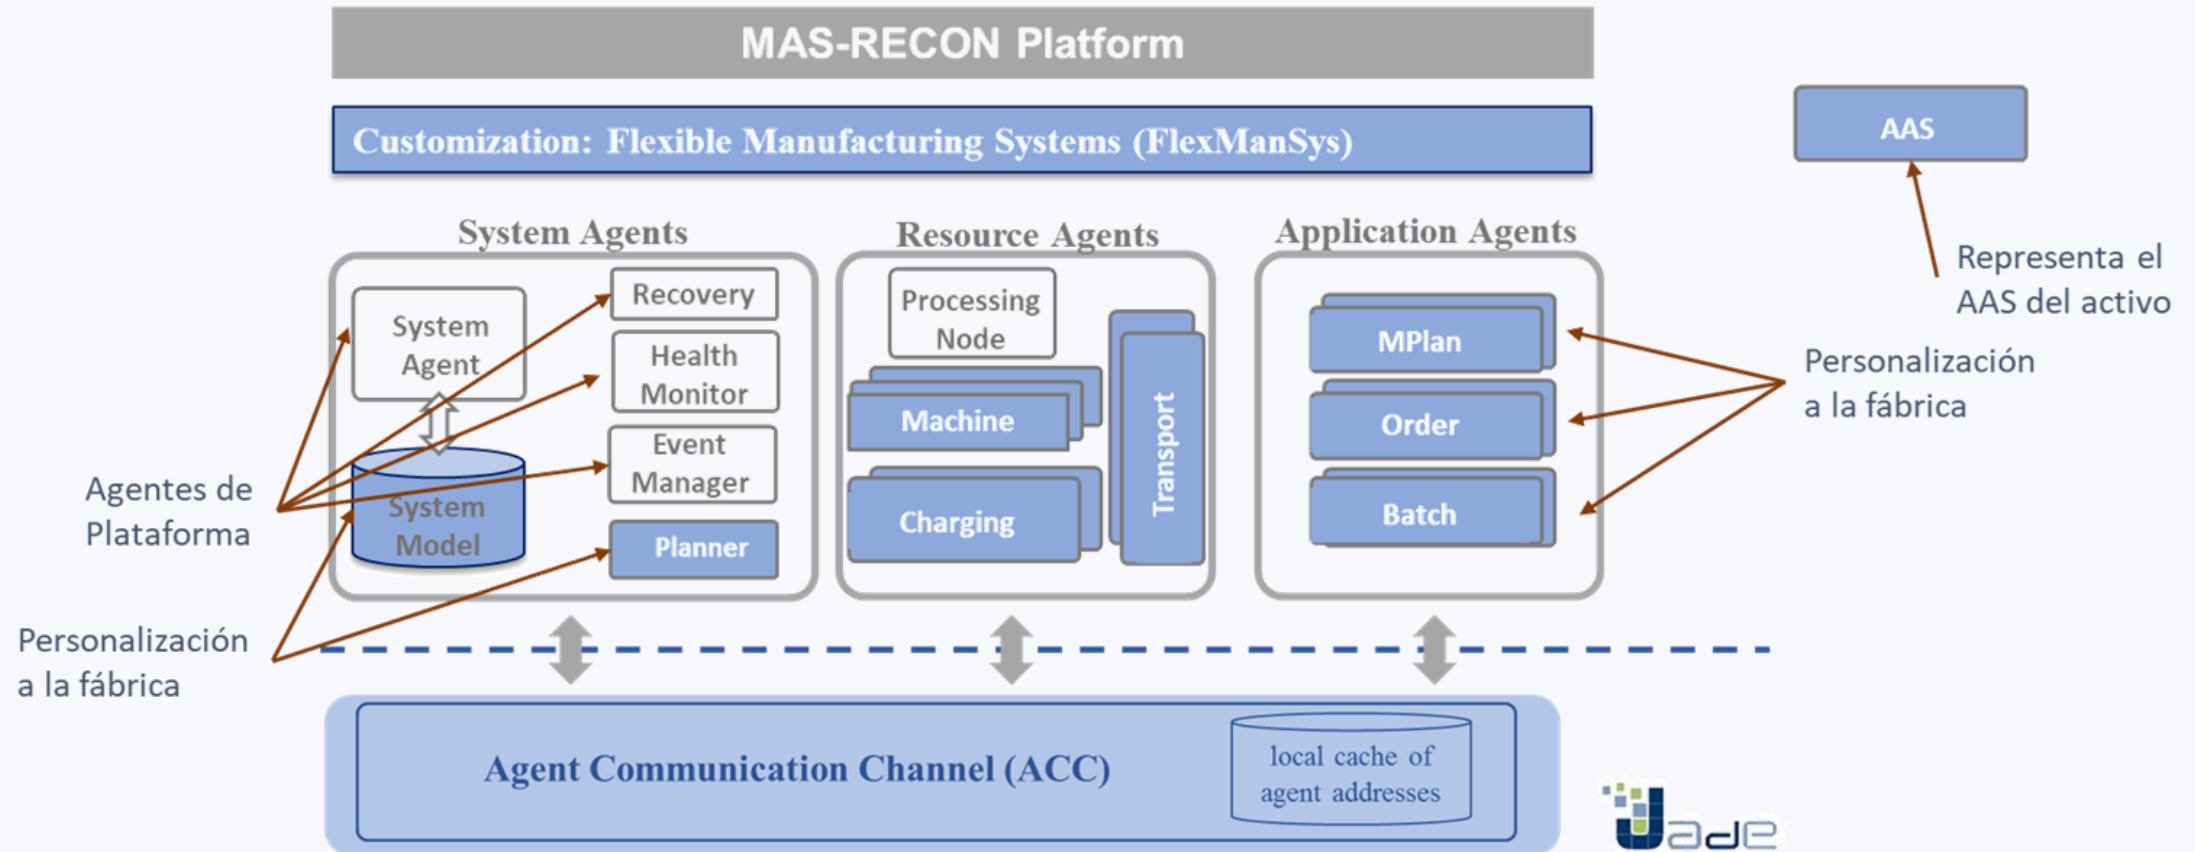 MAS-RECON Platform
Customization: Flexible Manufacturing Systems (FlexManSys)
AAS
Representa el
AAS del activo
System Agents
Resource Agents
Application Agents
System
Agent
Recovery
Health
Monitor
Event
Manager
Planner
System
Model
Processing
Node
Machine
Charging
Transport
MPlan
Order
Batch
Personalización
a la fábrica
Agentes de
Plataforma
Personalización
a la fábrica
Agent Communication Channel (ACC)
local cache of
agent addresses
Jade